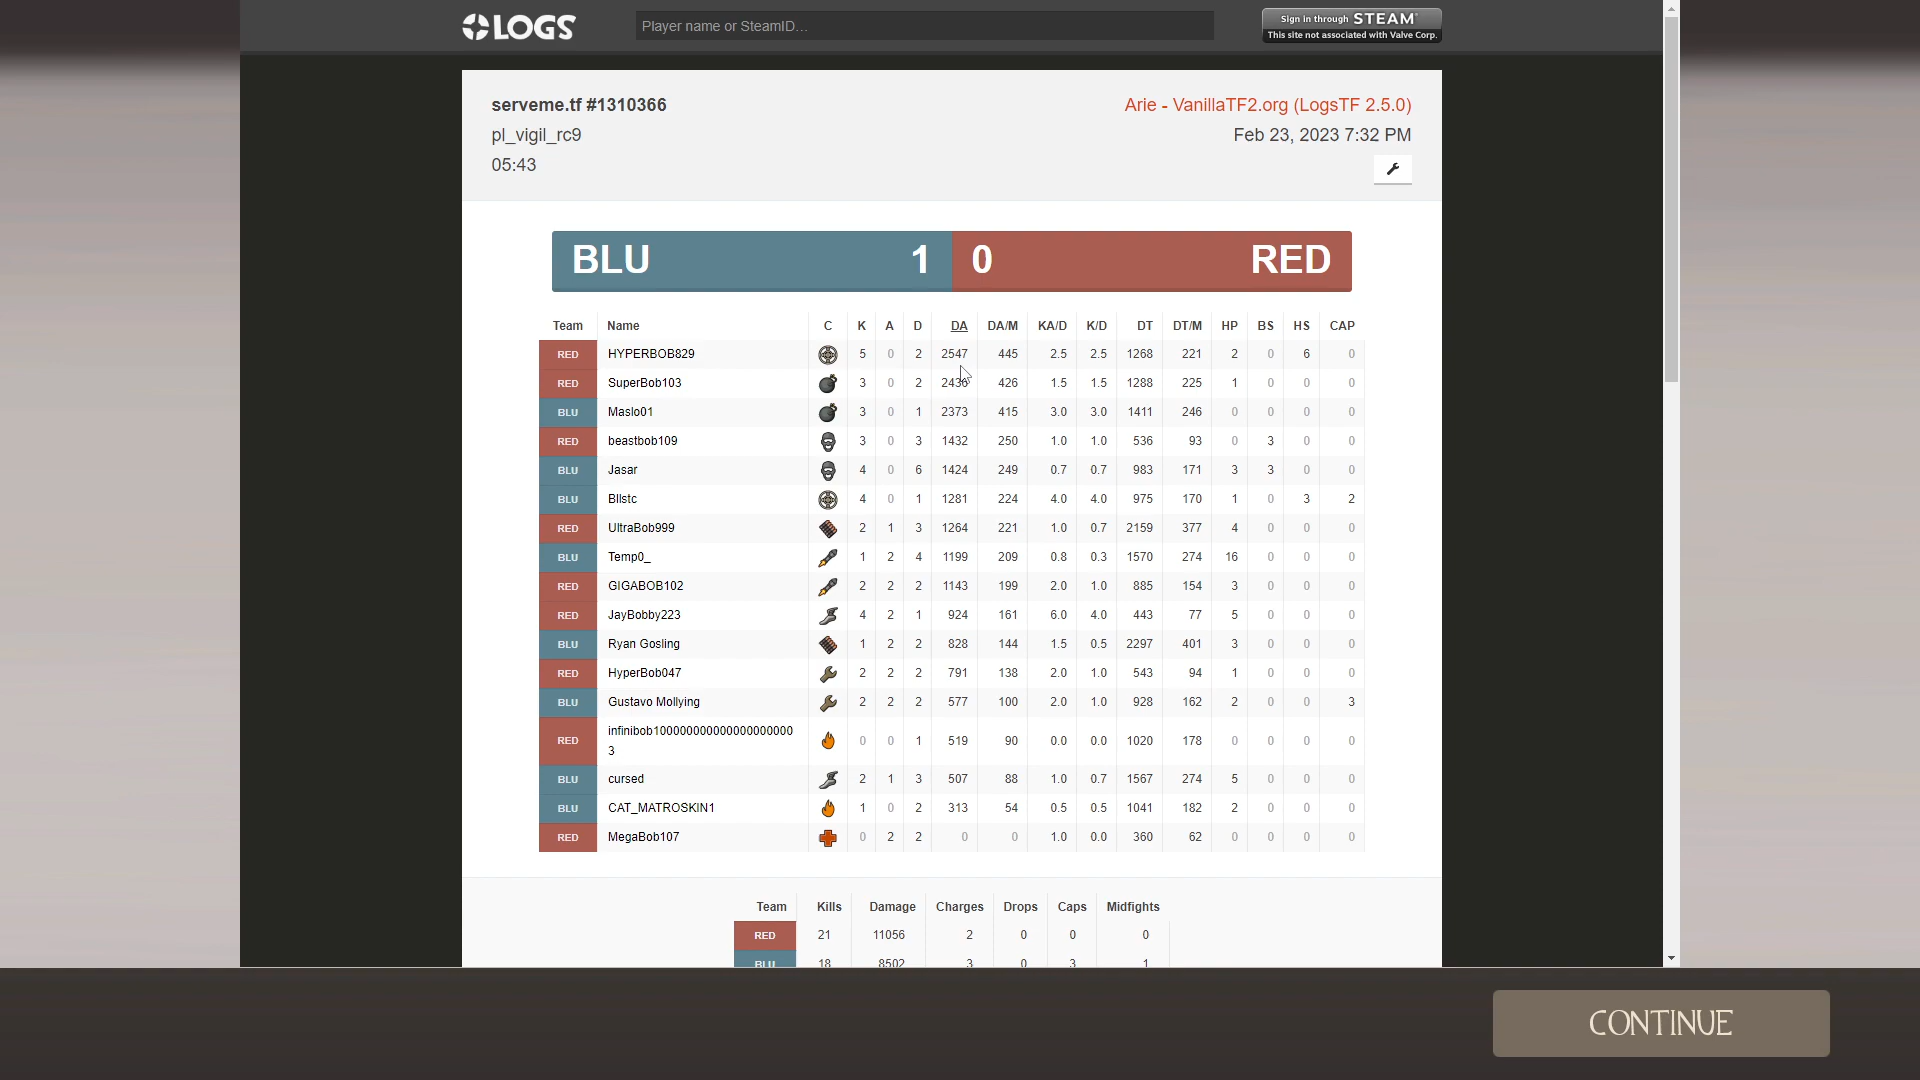 LOGS
Player name or SteamID...
Sign in through STEAM
This site not associated with Valve Corp.
serveme.tf #1310366
Arie - VanillaTF2.org (LogsTF 2.5.0)
pl_vigil_rc9
Feb 23, 2023 7:32 PM
05:43
BLU 1 0 RED
Team Name C K A D DA DA/M KA/D K/D DT DT/M HP BS HS CAP
RED HYPERBOB829 5 0 2 2547 445 2.5 2.5 1268 221 2 0 6 0
RED SuperBob103 3 0 2 2436 426 1.5 1.5 1288 225 1 0 0 0
BLU Maslo01 3 0 1 2373 415 3.0 3.0 1411 246 0 0 0 0
RED beastbob109 3 0 3 1432 250 1.0 1.0 536 93 0 3 0 0
BLU Jasar 4 0 6 1424 249 0.7 0.7 983 171 3 3 0 0
BLU Bllstc 4 0 1 1281 224 4.0 4.0 975 170 1 0 3 2
RED UltraBob999 2 1 3 1264 221 1.0 0.7 2159 377 4 0 0 0
BLU Temp0_ 1 2 4 1199 209 0.8 0.3 1570 274 16 0 0 0
RED GIGABOB102 2 2 2 1143 199 2.0 1.0 885 154 3 0 0 0
RED JayBobby223 4 2 1 924 161 6.0 4.0 443 77 5 0 0 0
BLU Ryan Gosling 1 2 2 828 144 1.5 0.5 2297 401 3 0 0 0
RED HyperBob047 2 2 2 791 138 2.0 1.0 543 94 1 0 0 0
BLU Gustavo Mollying 2 2 2 577 100 2.0 1.0 928 162 2 0 0 3
RED infinibob100000000000000000000 0 0 1 519 90 0.0 0.0 1020 178 0 0 0 0
3
BLU cursed 2 1 3 507 88 1.0 0.7 1567 274 5 0 0 0
BLU CAT_MATROSKIN1 1 0 2 313 54 0.5 0.5 1041 182 2 0 0 0
RED MegaBob107 0 2 2 0 0 1.0 0.0 360 62 0 0 0 0
Team Kills Damage Charges Drops Caps Midfights
RED 21 11056 2 0 0 0
BLU 18 8502 3 0 3 1
CONTINUE